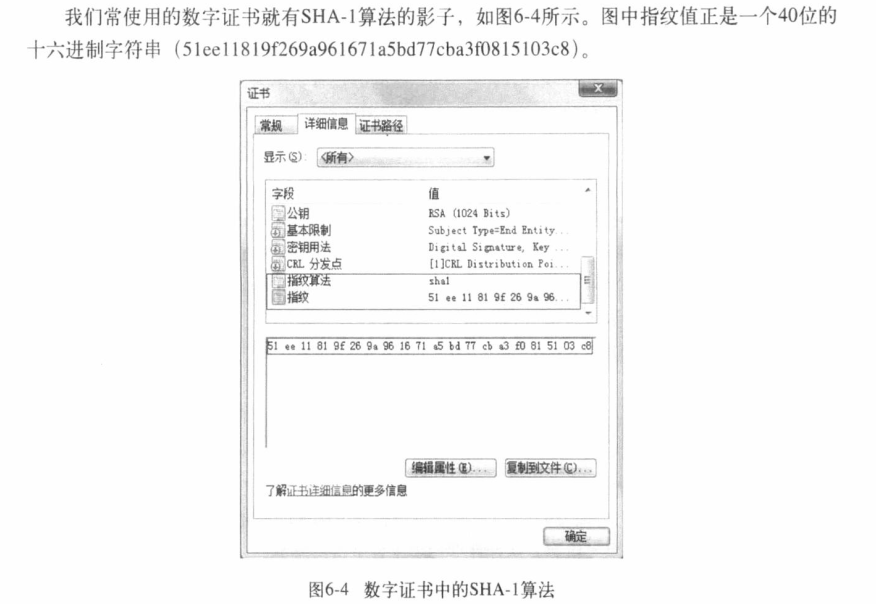 我们常使用的数字证书就有SHA-1算法的影子，如图6-4所示。图中指纹值正是一个40位的
十六进制字符串（51ee11819f269a961671a5bd77cba3f0815103c8）。
证书
x
常规 详细信息 证书路径
显示(S): <所有>
字段 值
公钥 RSA (1024 Bits)
基本限制 Subject Type=End Entity...
密钥用法 Digital Signature, Key ...
CRL 分发点 [1]CRL Distribution Poi...
指纹算法 sha1
指纹 51 ee 11 81 9f 26 9a 96...
51 ee 11 81 9f 26 9a 96 16 71 a5 bd 77 cb a3 f0 81 51 03 c8
编辑属性(E)... 复制到文件(C)...
了解证书详细信息的更多信息
确定
图6-4 数字证书中的SHA-1算法